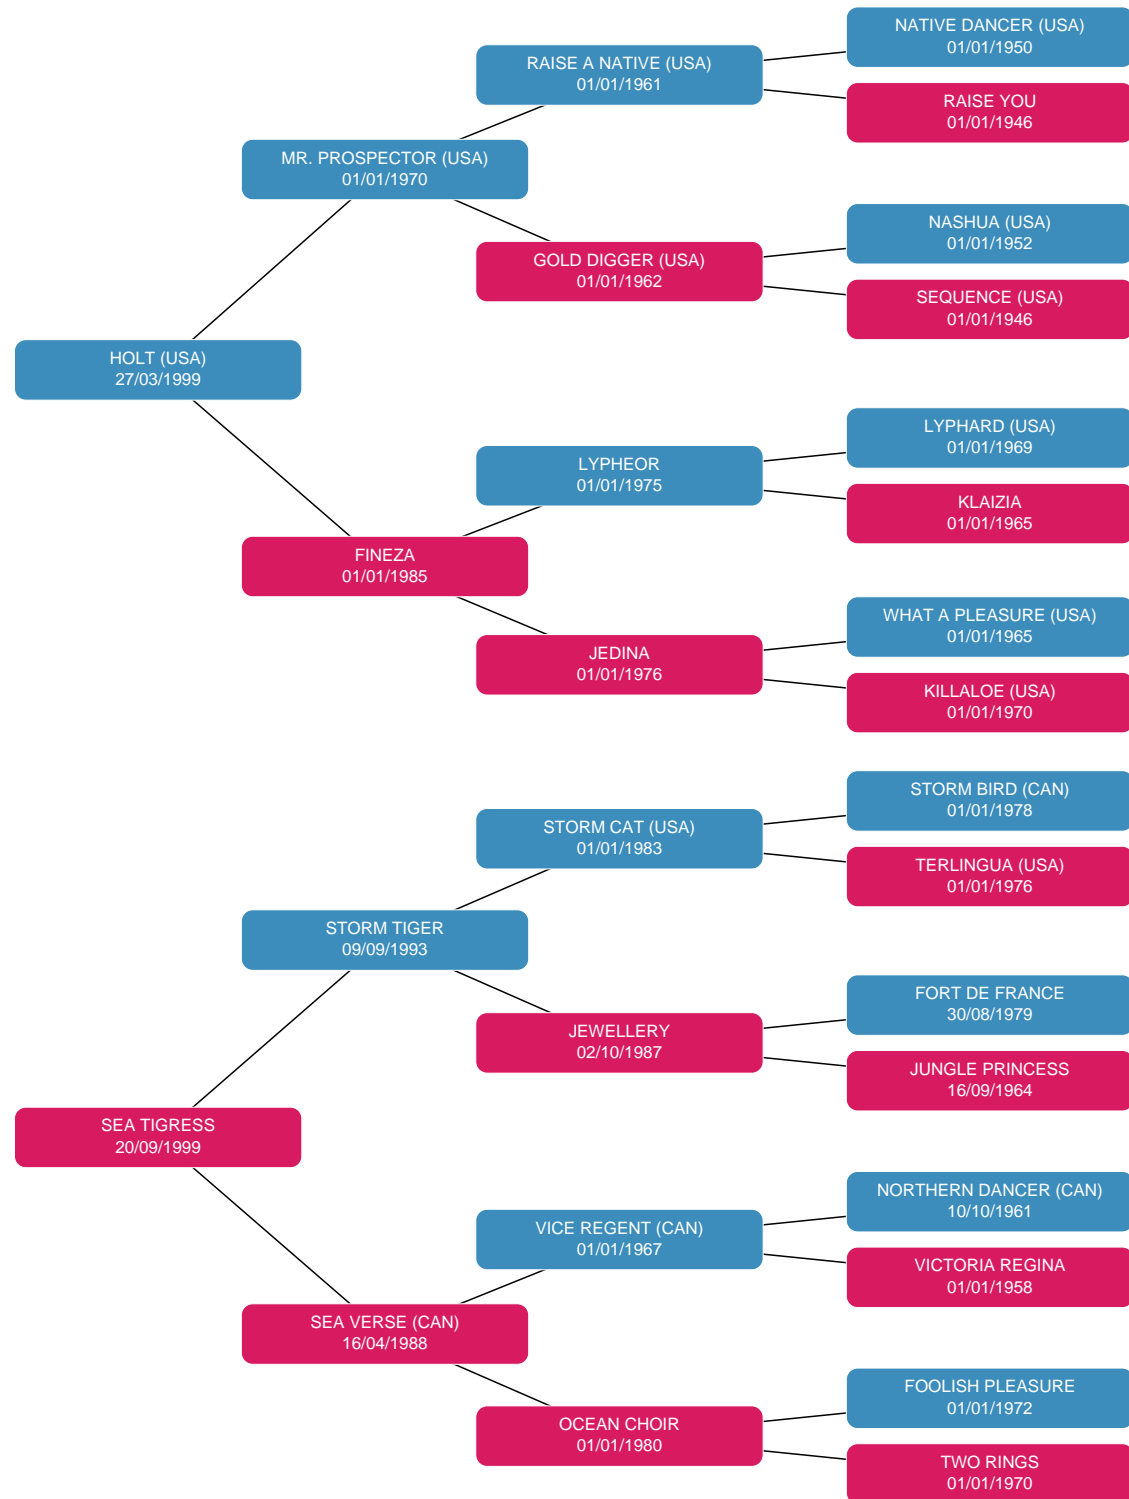 NATIVE DANCER (USA)
01/01/1950
RAISE A NATIVE (USA)
01/01/1961
RAISE YOU
01/01/1946
MR. PROSPECTOR (USA)
01/01/1970
NASHUA (USA)
01/01/1952
GOLD DIGGER (USA)
01/01/1962
SEQUENCE (USA)
01/01/1946
HOLT (USA)
27/03/1999
LYPHARD (USA)
01/01/1969
LYPHEOR
01/01/1975
KLAIZIA
01/01/1965
FINEZA
01/01/1985
WHAT A PLEASURE (USA)
01/01/1965
JEDINA
01/01/1976
KILLALOE (USA)
01/01/1970
STORM BIRD (CAN)
01/01/1978
STORM CAT (USA)
01/01/1983
TERLINGUA (USA)
01/01/1976
STORM TIGER
09/09/1993
FORT DE FRANCE
30/08/1979
JEWELLERY
02/10/1987
JUNGLE PRINCESS
16/09/1964
SEA TIGRESS
20/09/1999
NORTHERN DANCER (CAN)
10/10/1961
VICE REGENT (CAN)
01/01/1967
VICTORIA REGINA
01/01/1958
SEA VERSE (CAN)
16/04/1988
FOOLISH PLEASURE
01/01/1972
OCEAN CHOIR
01/01/1980
TWO RINGS
01/01/1970